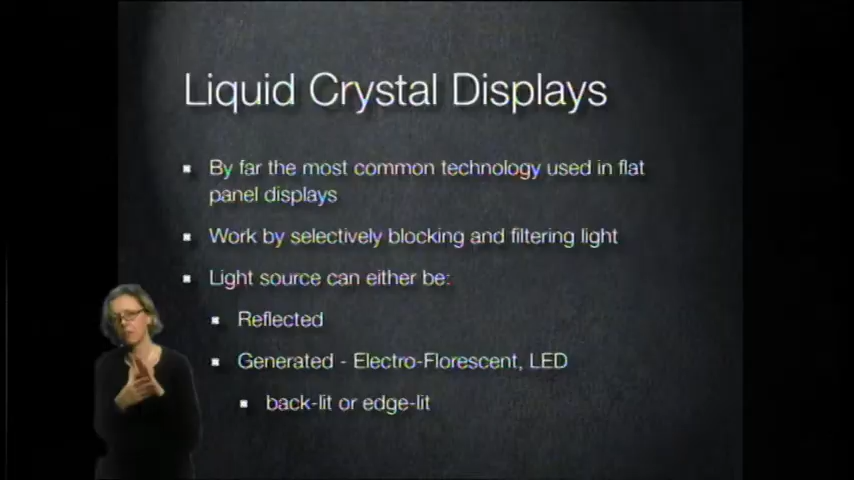 Liquid Crystal Displays
By far the most common technology used in flat
panel displays
Work by selectively blocking and filtering light
Light source can either be:
Reflected
Generated - Electro-Florescent, LED
back-lit or edge-lit